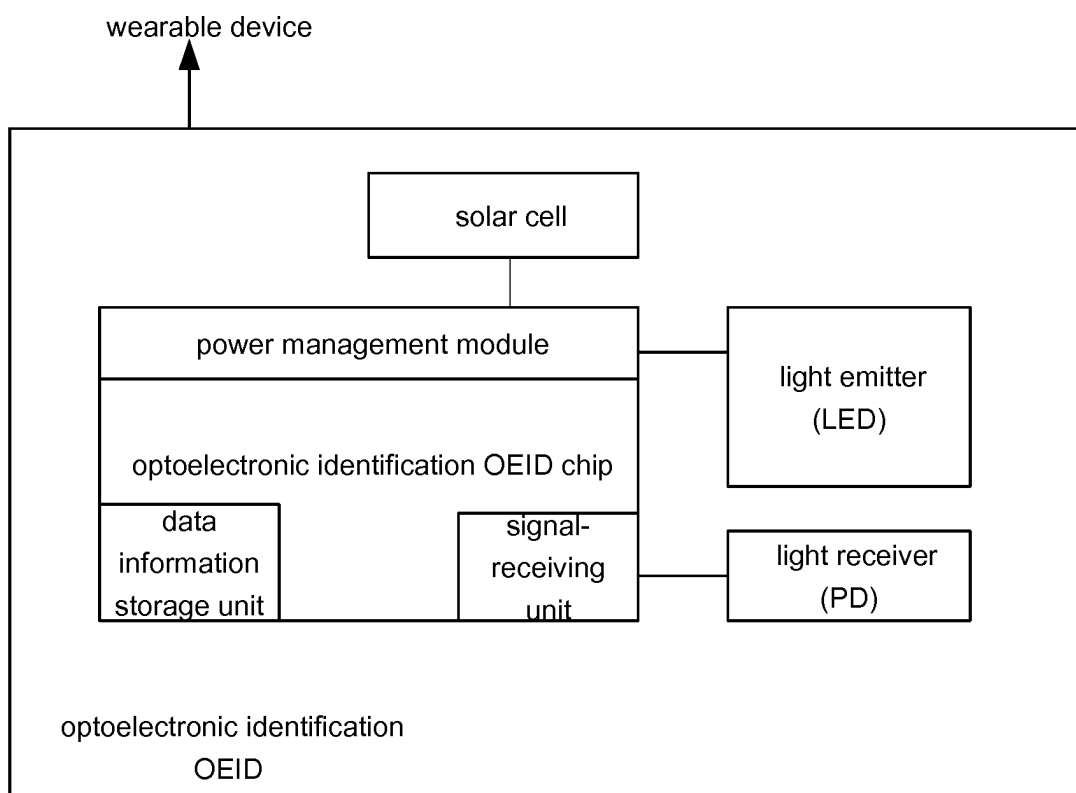 wearable device
solar cell
power management module
light emitter
(LED)
optoelectronic identification OEID chip
data
information
storage unit
signal-
receiving
unit
light receiver
(PD)
optoelectronic identification
OEID